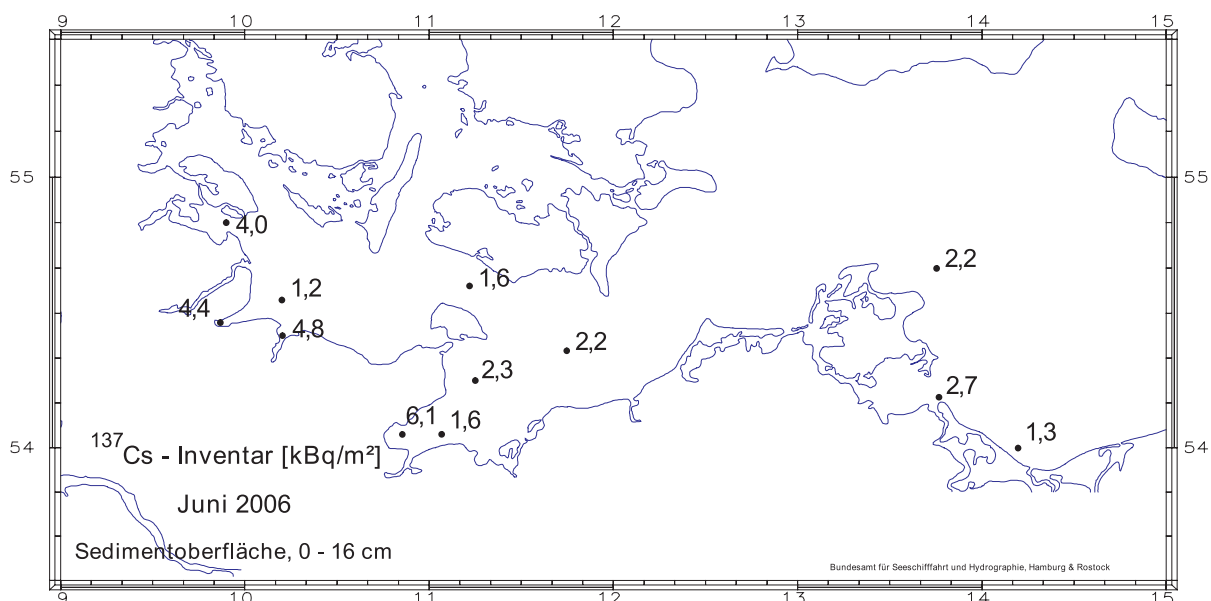 9 10 11 12 13 14 15
55 55
4,0
2,2
1,6
1,2
4,4
4,8
2,2
2,3
2,7
6,1 1,6
1,3
54 54
¹³⁷Cs - Inventar [kBq/m²]
Juni 2006
Sedimentoberfläche, 0 - 16 cm
Bundesamt für Seeschifffahrt und Hydrographie, Hamburg & Rostock
9 10 11 12 13 14 15